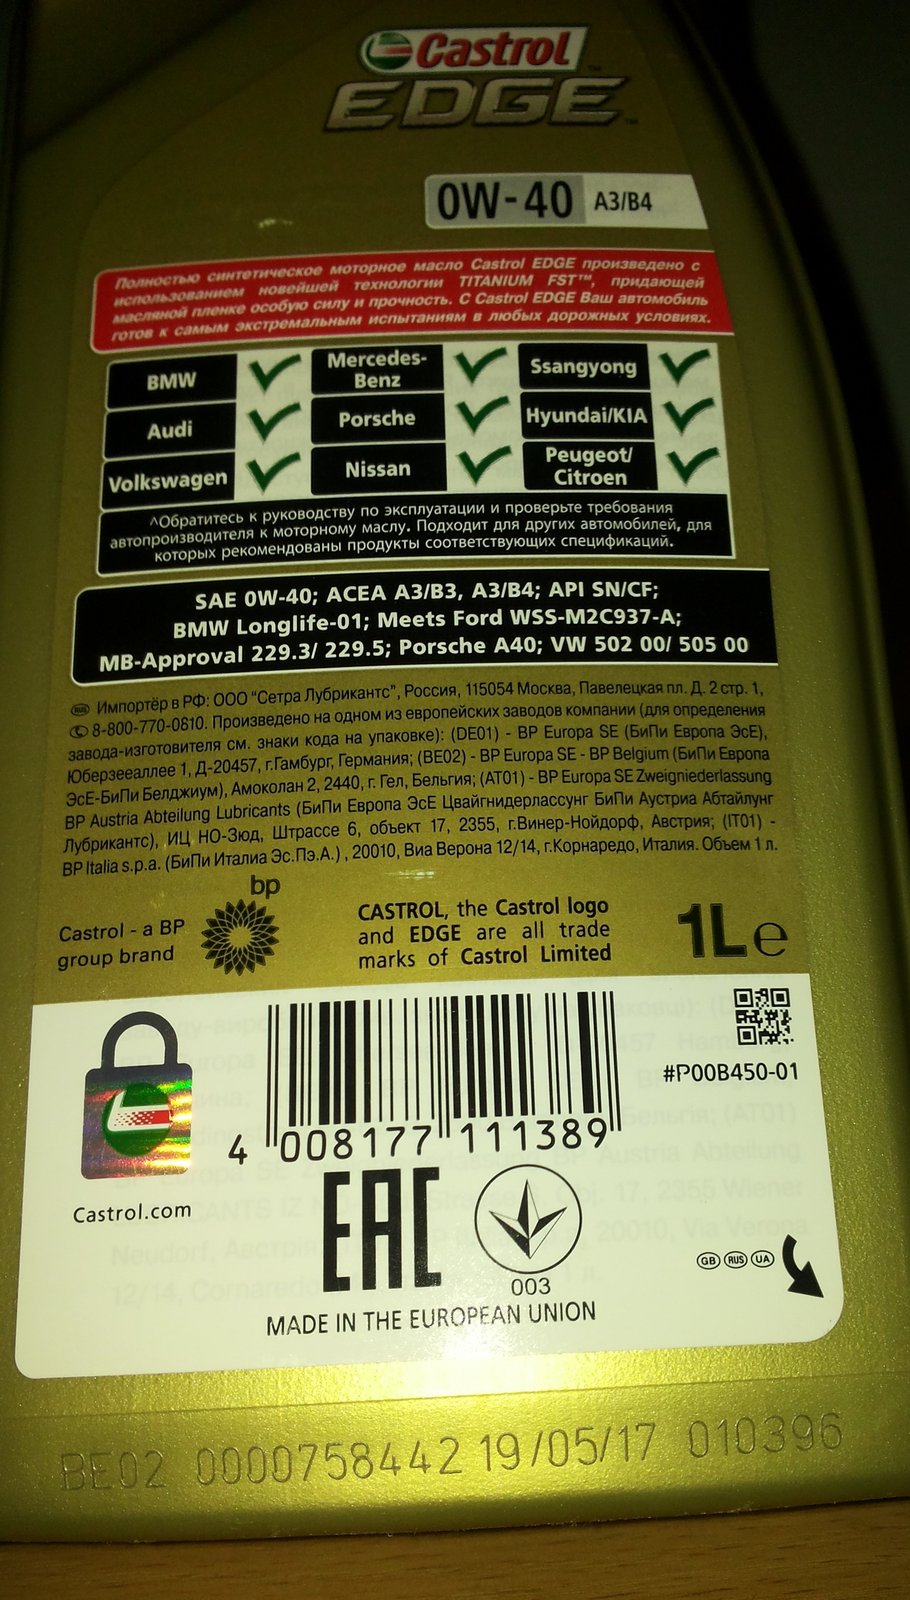 Castrol
EDGE™
0W-40 A3/B4
Полностью синтетическое моторное масло Castrol EDGE произведено с
использованием новейшей технологии TITANIUM FST™, придающей
масляной пленке особую силу и прочность. С Castrol EDGE Ваш автомобиль
готов к самым экстремальным испытаниям в любых дорожных условиях.
BMW Mercedes-Benz Ssangyong
Audi Porsche Hyundai/KIA
Volkswagen Nissan Peugeot/Citroen
^Обратитесь к руководству по эксплуатации и проверьте требования
автопроизводителя к моторному маслу. Подходит для других автомобилей, для
которых рекомендованы продукты соответствующих спецификаций.
SAE 0W-40; ACEA A3/B3, A3/B4; API SN/CF;
BMW Longlife-01; Meets Ford WSS-M2C937-A;
MB-Approval 229.3/ 229.5; Porsche A40; VW 502 00/ 505 00
RUS Импортёр в РФ: ООО "Сетра Лубрикантс", Россия, 115054 Москва, Павелецкая пл. Д. 2 стр. 1,
8-800-770-0810. Произведено на одном из европейских заводов компании (для определения
завода-изготовителя см. знаки кода на упаковке): (DE01) - BP Europa SE (БиПи Европа ЭсЕ),
Юберзееаллее 1, Д-20457, г.Гамбург, Германия; (BE02) - BP Europa SE - BP Belgium (БиПи Европа
ЭсЕ-БиПи Белджиум), Амоколан 2, 2440, г. Гел, Бельгия; (AT01) - BP Europa SE Zweigniederlassung
BP Austria Abteilung Lubricants (БиПи Европа ЭсЕ Цвайгнидерлассунг БиПи Аустриа Абтайлунг
Лубрикантс), ИЦ НО-Зюд, Штрассе 6, объект 17, 2355, г.Винер-Нойдорф, Австрия; (IT01) -
BP Italia s.p.a. (БиПи Италиа Эс.Пэ.А.) , 20010, Виа Верона 12/14, г.Корнаредо, Италия. Объем 1 л.
bp
Castrol - a BP
group brand
CASTROL, the Castrol logo
and EDGE are all trade
marks of Castrol Limited
1L e
#P00B450-01
4 008177 111389
Castrol.com
EAC
003
MADE IN THE EUROPEAN UNION
GB RUS UA
BE02 0000758442 19/05/17 010396